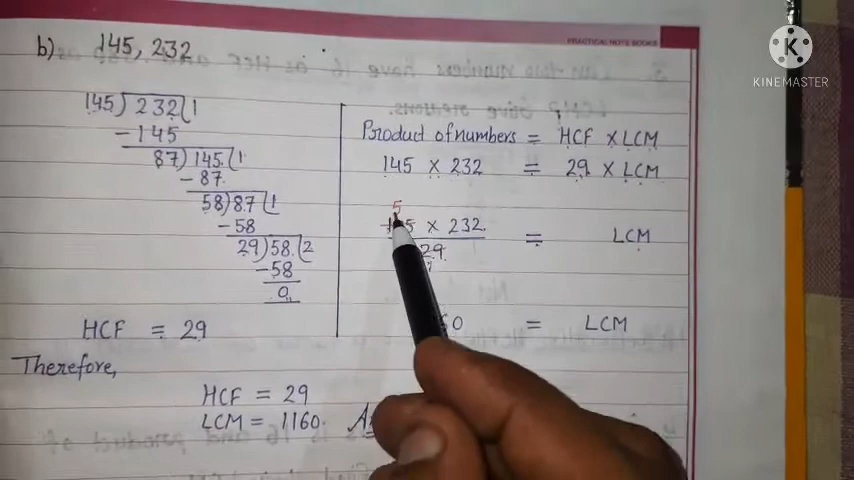 b) 145, 232
145) 232 (1
-145
87) 145 (1
-87
58) 87 (1
-58
29) 58 (2
-58
0
HCF = 29
Therefore,
HCF = 29
LCM = 1160.
Product of numbers = HCF × LCM
145 × 232 = 29 × LCM
5
145 × 232 = LCM
29
= LCM
PRACTICAL NOTE BOOKS
K
KINEMASTER